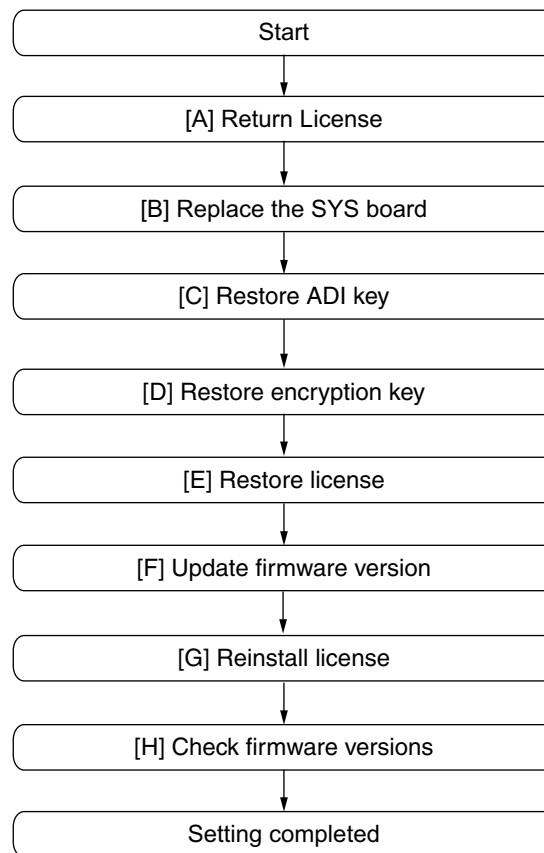 Start
[A] Return License
[B] Replace the SYS board
[C] Restore ADI key
[D] Restore encryption key
[E] Restore license
[F] Update firmware version
[G] Reinstall license
[H] Check firmware versions
Setting completed